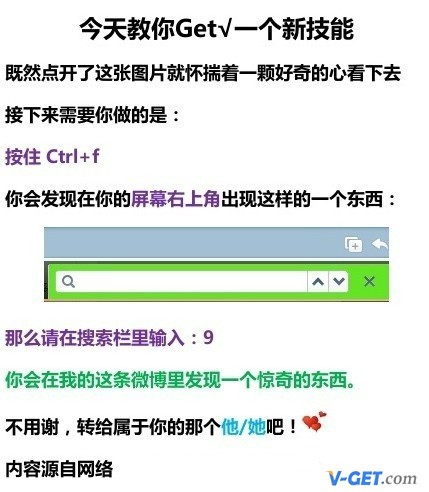 今天教你Get√一个新技能
既然点开了这张图片就怀揣着一颗好奇的心看下去
接下来需要你做的是：
按住 Ctrl+f
你会发现在你的屏幕右上角出现这样的一个东西：
那么请在搜索栏里输入：9
你会在我的这条微博里发现一个惊奇的东西。
不用谢，转给属于你的那个他/她吧！
内容源自网络
V-GET.com